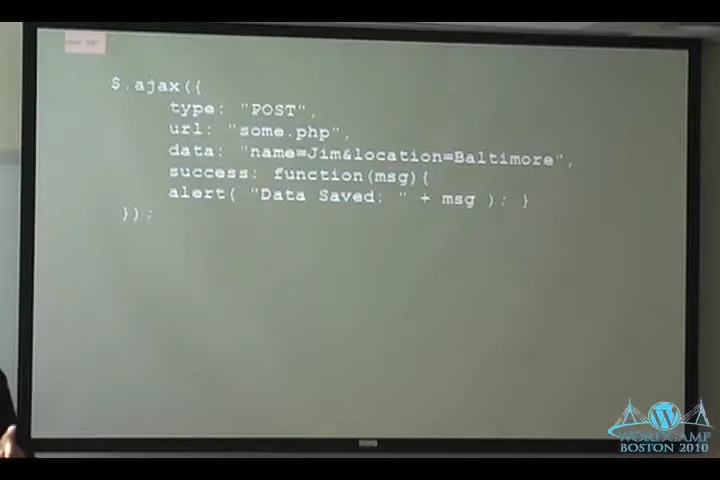 $.ajax({
type: "POST",
url: "some.php",
data: "name=Jim&location=Baltimore",
success: function(msg){
alert( "Data Saved: " + msg ); }
});
WORDCAMP
BOSTON 2010